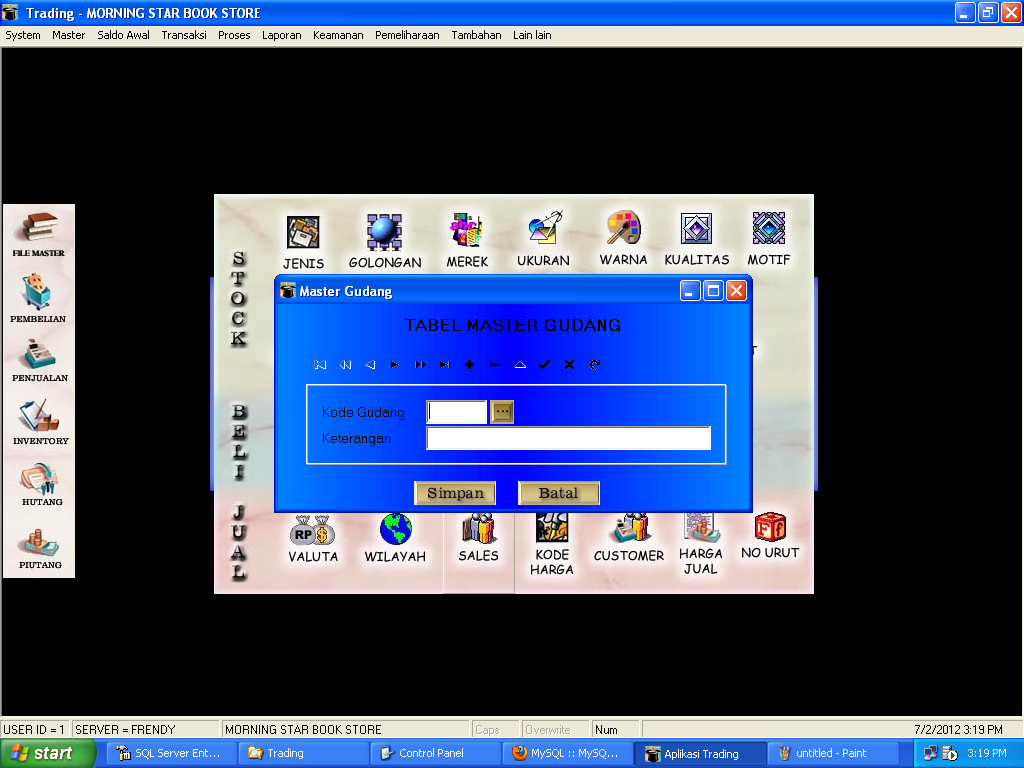 Trading - MORNING STAR BOOK STORE
System Master Saldo Awal Transaksi Proses Laporan Keamanan Pemeliharaan Tambahan Lain lain
FILE MASTER
PEMBELIAN
PENJUALAN
INVENTORY
HUTANG
PIUTANG
STOCK
JENIS GOLONGAN MEREK UKURAN WARNA KUALITAS MOTIF
Master Gudang
TABEL MASTER GUDANG
Kode Gudang ...
Keterangan
Simpan Batal
BELI
JUAL
RP $
VALUTA WILAYAH SALES KODE HARGA CUSTOMER HARGA JUAL NO URUT
USER ID = 1 SERVER = FRENDY MORNING STAR BOOK STORE Caps Overwrite Num 7/2/2012 3:19 PM
start SQL Server Ent... Trading Control Panel MySQL :: MySQ... Aplikasi Trading untitled - Paint 3:19 PM